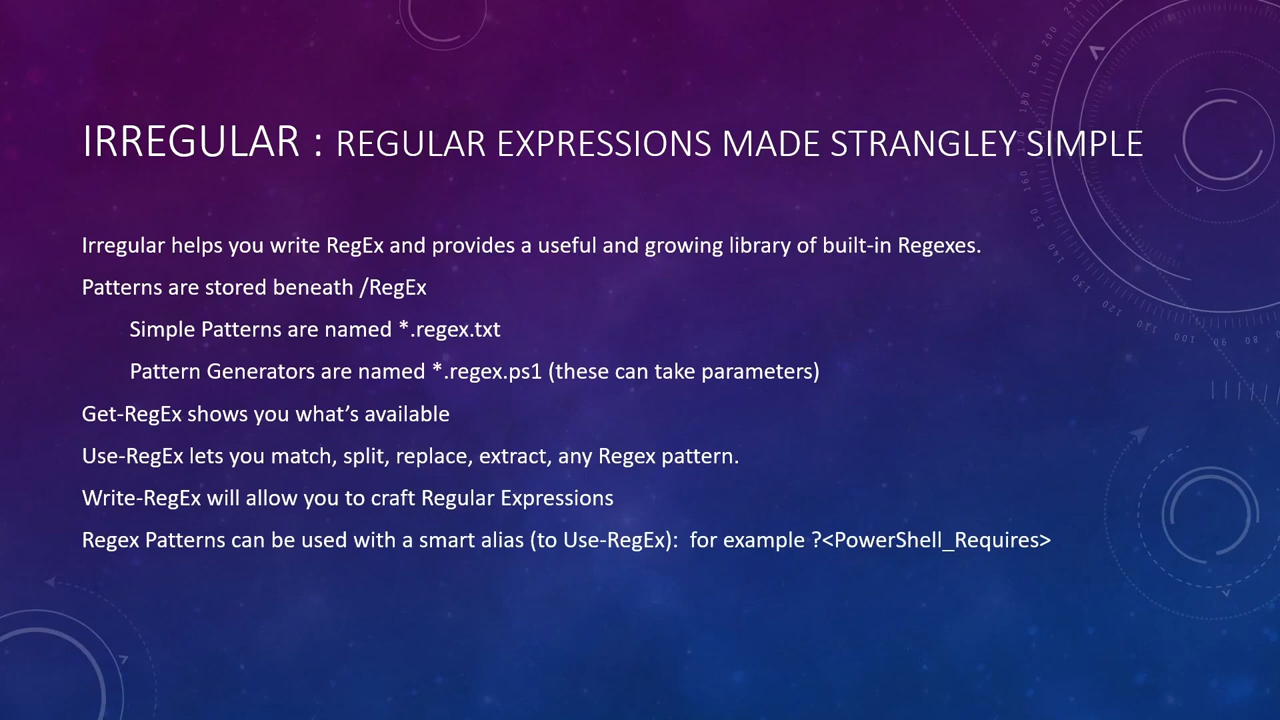 IRREGULAR : REGULAR EXPRESSIONS MADE STRANGLEY SIMPLE
Irregular helps you write RegEx and provides a useful and growing library of built-in Regexes.
Patterns are stored beneath /RegEx
Simple Patterns are named *.regex.txt
Pattern Generators are named *.regex.ps1 (these can take parameters)
Get-RegEx shows you what's available
Use-RegEx lets you match, split, replace, extract, any Regex pattern.
Write-RegEx will allow you to craft Regular Expressions
Regex Patterns can be used with a smart alias (to Use-RegEx):  for example ?<PowerShell_Requires>